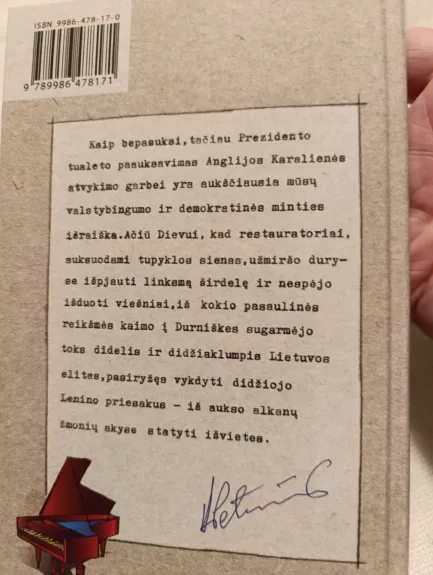 ISBN 9986-478-17-0
9 789986 478171
Kaip bepasuksi,tačiau Prezidento
tualeto paauksavimas Anglijos Karalienės
atvykimo garbei yra aukščiausia mūsų
valstybingumo ir demokratinės minties
išraiška.Ačiū Dievui, kad restauratoriai,
auksuodami tupyklos sienas,užmiršo dury-
se išpjauti linksmą širdelę ir nespėjo
išduoti viešniai,iš kokio pasaulinės
reikšmės kaimo į Durniškes sugarmėjo
toks didelis ir didžiaklumpis Lietuvos
elitas,pasiryžęs vykdyti didžiojo
Lenino priesakus – iš aukso alkanų
žmonių akyse statyti išvietes.